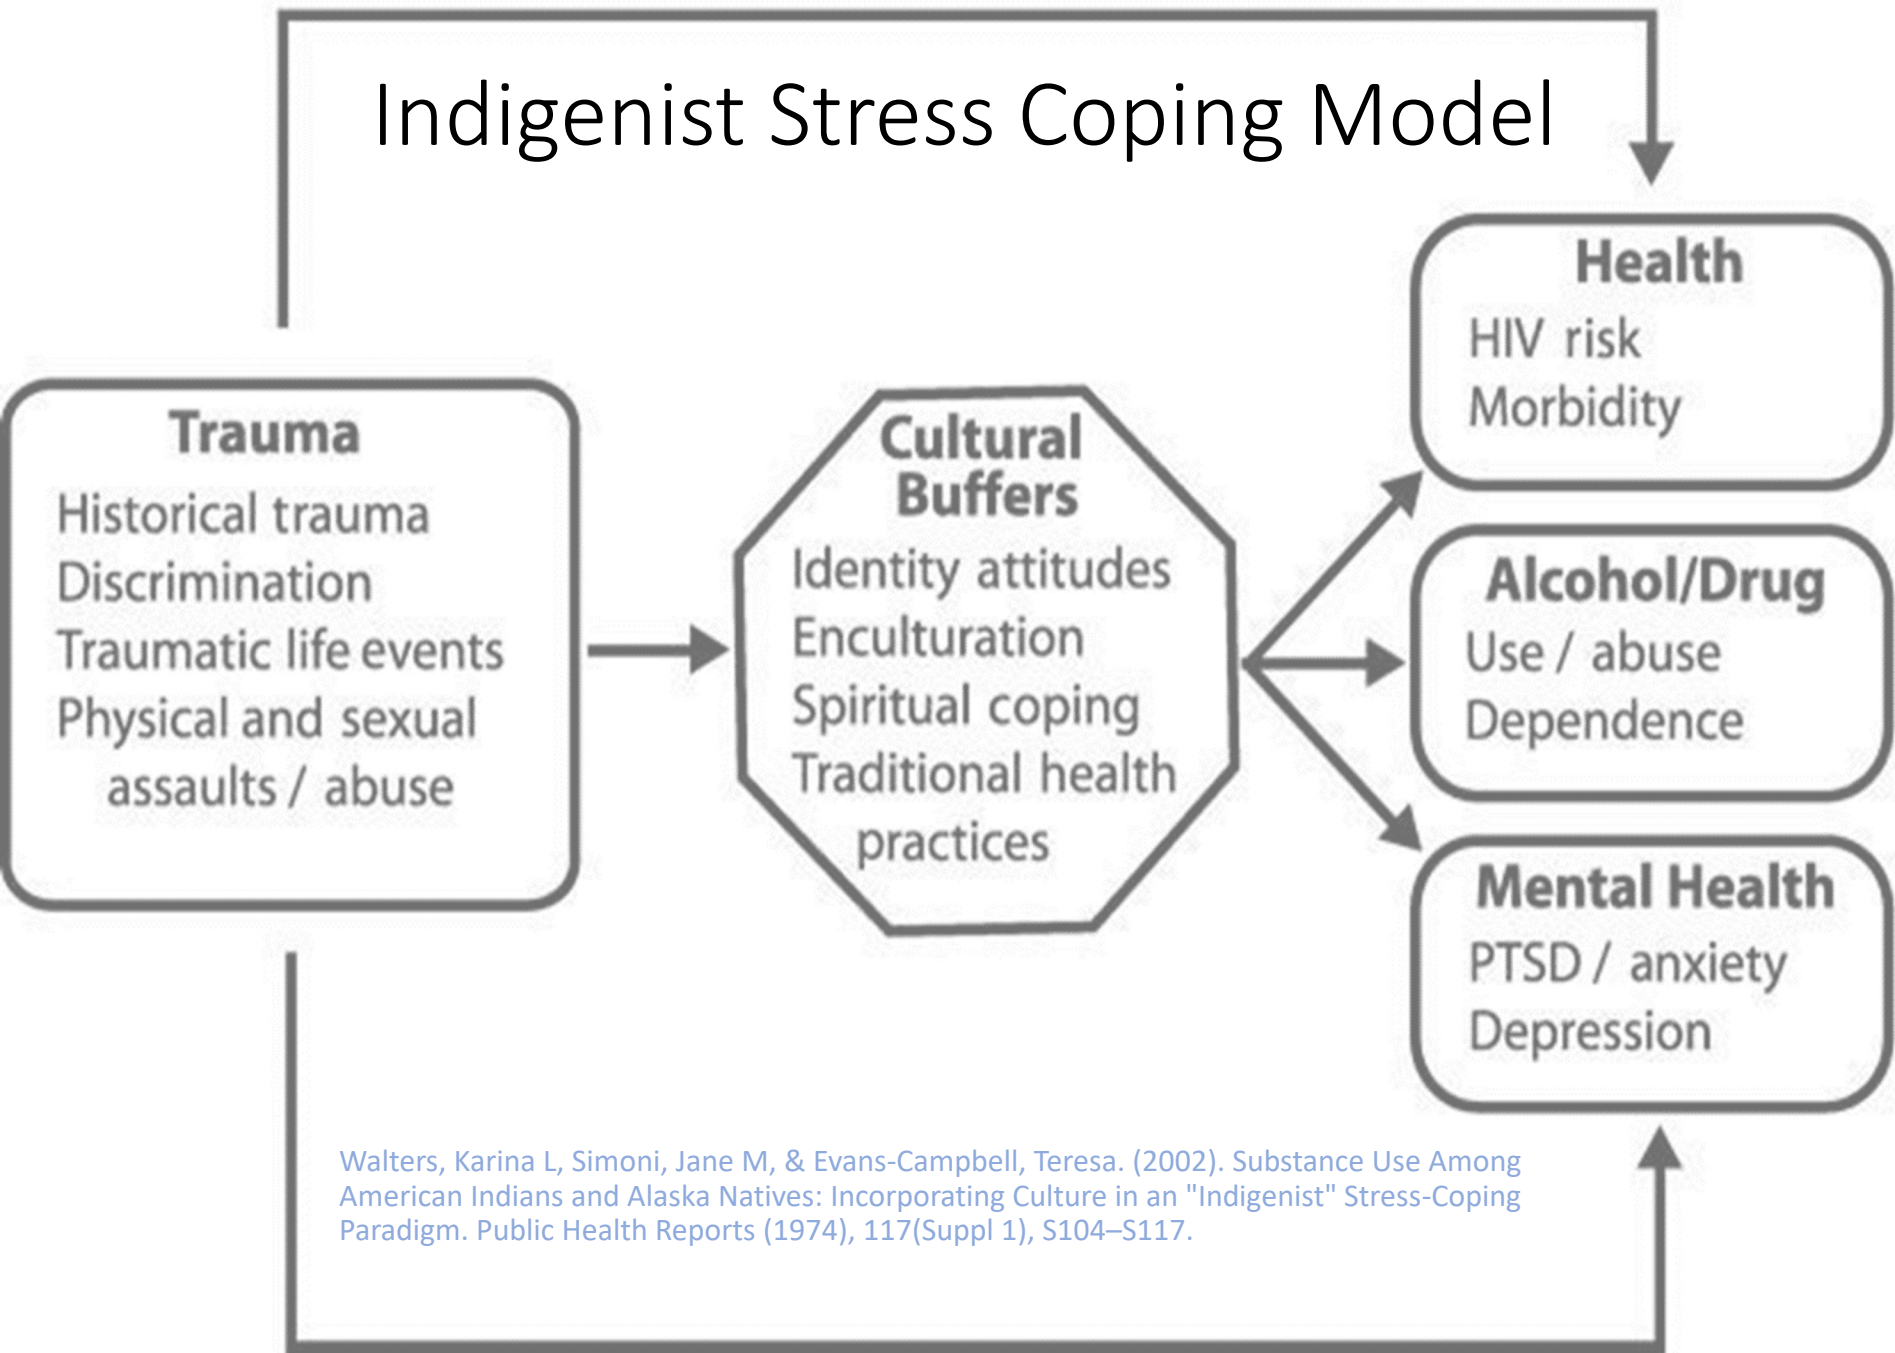 Indigenist Stress Coping Model
Trauma
Historical trauma
Discrimination
Traumatic life events
Physical and sexual
assaults / abuse
Cultural
Buffers
Identity attitudes
Enculturation
Spiritual coping
Traditional health
practices
Health
HIV risk
Morbidity
Alcohol/Drug
Use / abuse
Dependence
Mental Health
PTSD / anxiety
Depression
Walters, Karina L, Simoni, Jane M, & Evans-Campbell, Teresa. (2002). Substance Use Among
American Indians and Alaska Natives: Incorporating Culture in an "Indigenist" Stress-Coping
Paradigm. Public Health Reports (1974), 117(Suppl 1), S104–S117.